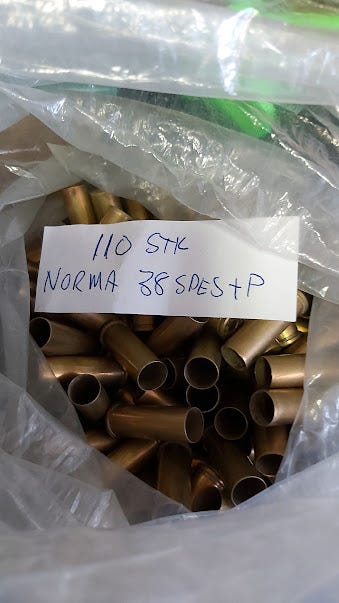 110 STK
NORMA 38 SPES+P